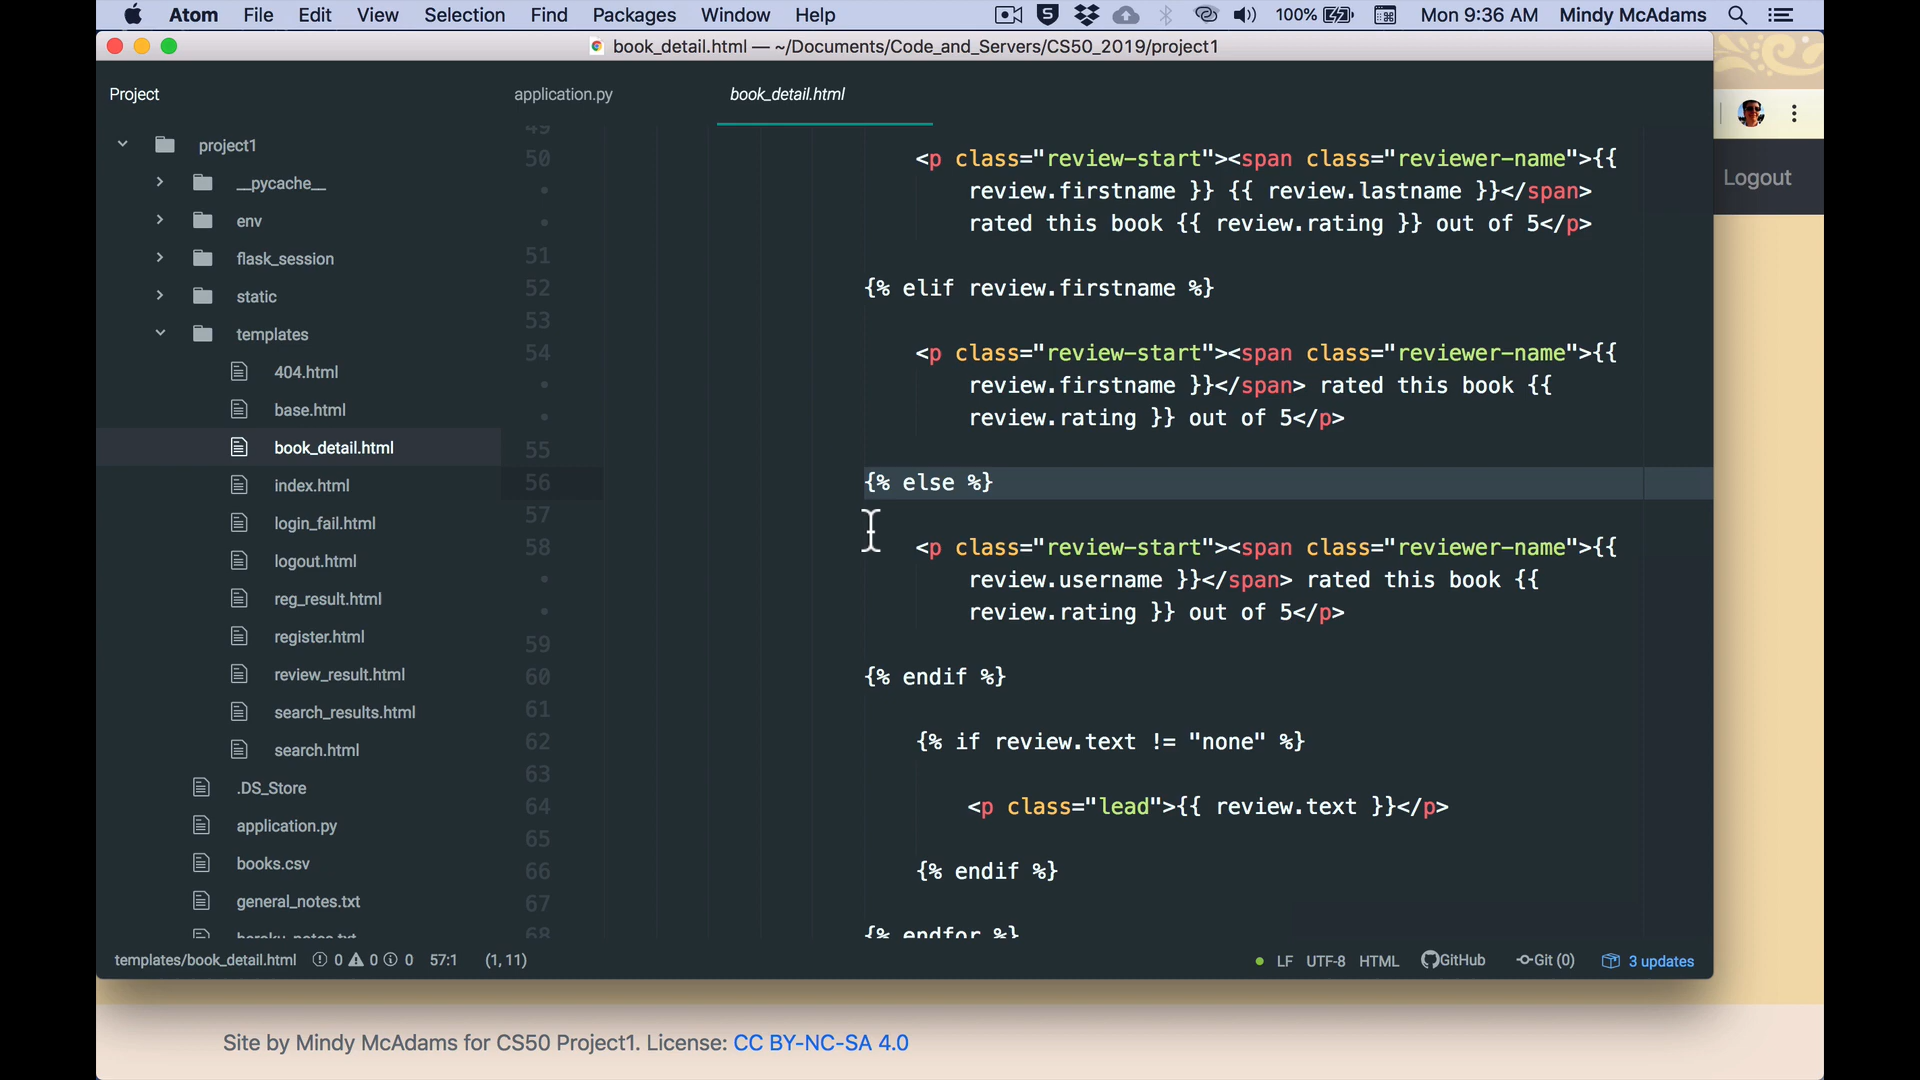 Atom File Edit View Selection Find Packages Window Help 100% Mon 9:36 AM Mindy McAdams
book_detail.html — ~/Documents/Code_and_Servers/CS50_2019/project1
Project
application.py
book_detail.html
project1
__pycache__
env
flask_session
static
templates
404.html
base.html
book_detail.html
index.html
login_fail.html
logout.html
reg_result.html
register.html
review_result.html
search_results.html
search.html
.DS_Store
application.py
books.csv
general_notes.txt
heroku_notes.txt
49
50 <p class="review-start"><span class="reviewer-name">{{
review.firstname }} {{ review.lastname }}</span>
rated this book {{ review.rating }} out of 5</p>
51
52 {% elif review.firstname %}
53
54 <p class="review-start"><span class="reviewer-name">{{
review.firstname }}</span> rated this book {{
review.rating }} out of 5</p>
55
56 {% else %}
57
58 <p class="review-start"><span class="reviewer-name">{{
review.username }}</span> rated this book {{
review.rating }} out of 5</p>
59
60 {% endif %}
61
62 {% if review.text != "none" %}
63
64 <p class="lead">{{ review.text }}</p>
65
66 {% endif %}
67
68 {% endfor %}
templates/book_detail.html 0 0 0 57:1 (1, 11) LF UTF-8 HTML GitHub Git (0) 3 updates
Logout
Site by Mindy McAdams for CS50 Project1. License: CC BY-NC-SA 4.0